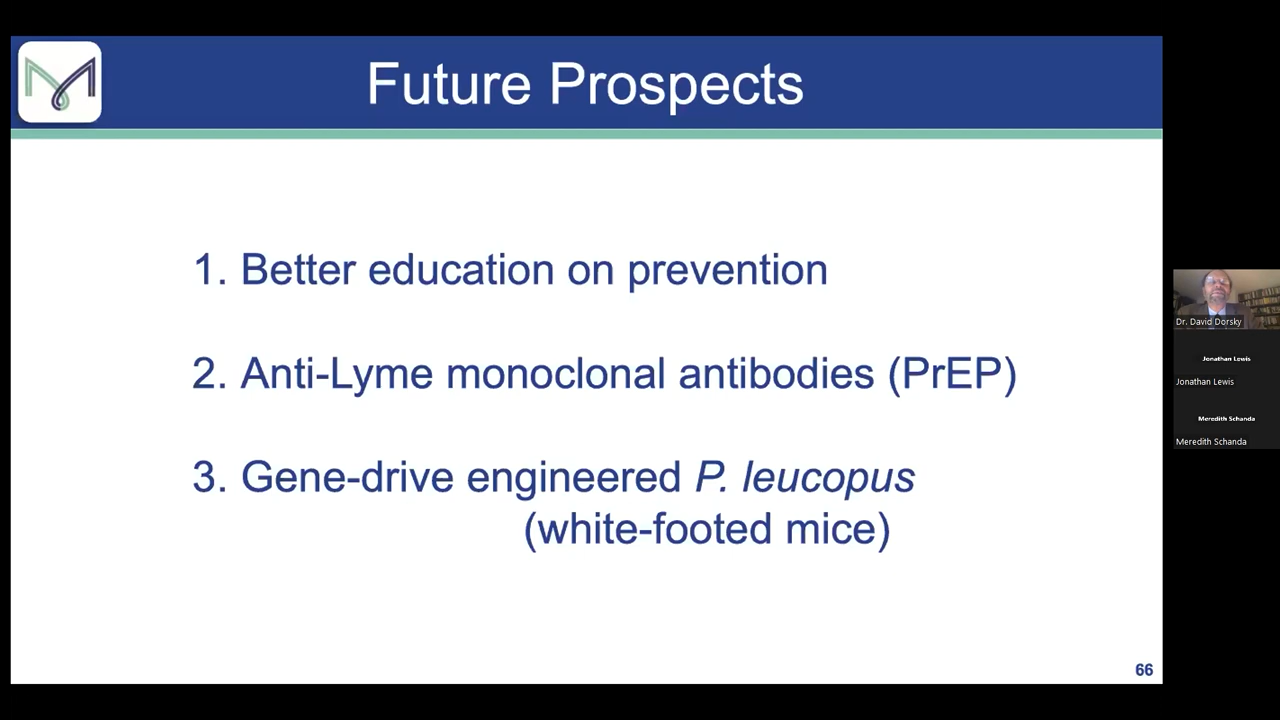 Future Prospects
1. Better education on prevention
2. Anti-Lyme monoclonal antibodies (PrEP)
3. Gene-drive engineered P. leucopus
(white-footed mice)
66
Dr. David Dorsky
Jonathan Lewis
Jonathan Lewis
Meredith Schanda
Meredith Schanda